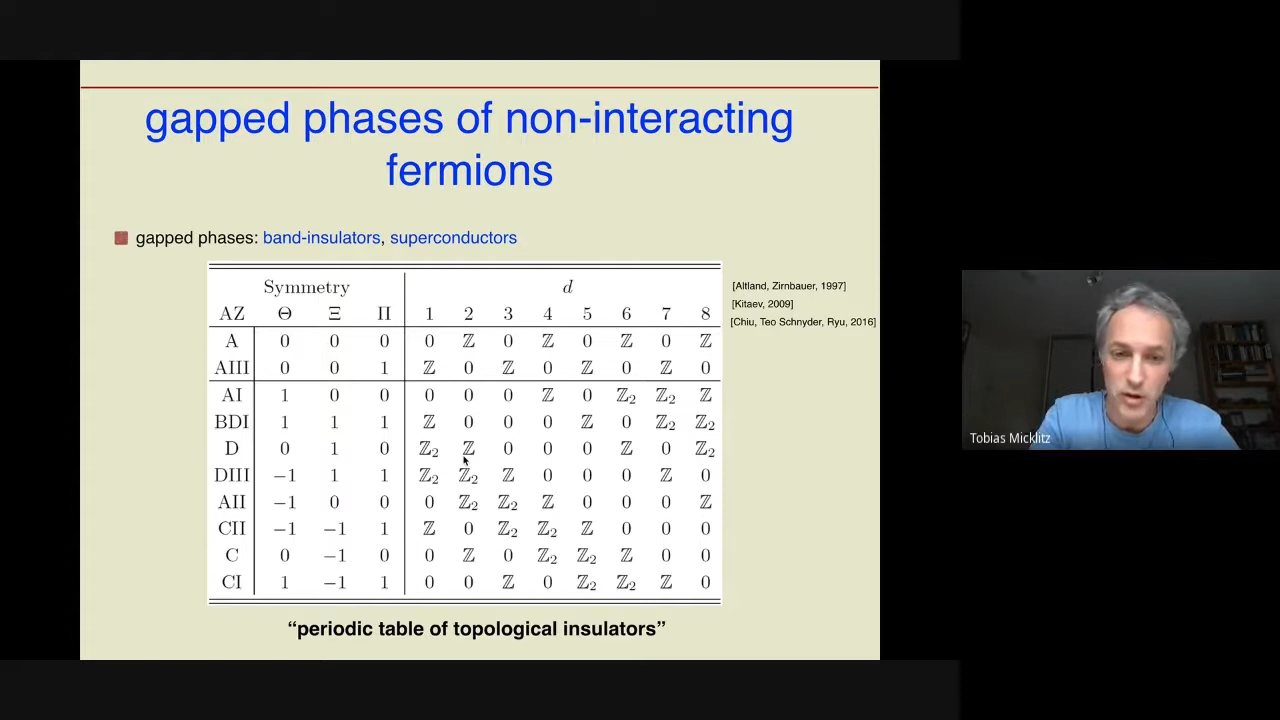 gapped phases of non-interacting
fermions
gapped phases: band-insulators, superconductors
Symmetry d
AZ Θ Ξ Π 1 2 3 4 5 6 7 8
A 0 0 0 0 ℤ 0 ℤ 0 ℤ 0 ℤ
AIII 0 0 1 ℤ 0 ℤ 0 ℤ 0 ℤ 0
AI 1 0 0 0 0 0 ℤ 0 ℤ₂ ℤ₂ ℤ
BDI 1 1 1 ℤ 0 0 0 ℤ 0 ℤ₂ ℤ₂
D 0 1 0 ℤ₂ ℤ 0 0 0 ℤ 0 ℤ₂
DIII −1 1 1 ℤ₂ ℤ₂ ℤ 0 0 0 ℤ 0
AII −1 0 0 0 ℤ₂ ℤ₂ ℤ 0 0 0 ℤ
CII −1 −1 1 ℤ 0 ℤ₂ ℤ₂ ℤ 0 0 0
C 0 −1 0 0 ℤ 0 ℤ₂ ℤ₂ ℤ 0 0
CI 1 −1 1 0 0 ℤ 0 ℤ₂ ℤ₂ ℤ 0
[Altland, Zirnbauer, 1997]
[Kitaev, 2009]
[Chiu, Teo Schnyder, Ryu, 2016]
“periodic table of topological insulators”
Tobias Micklitz